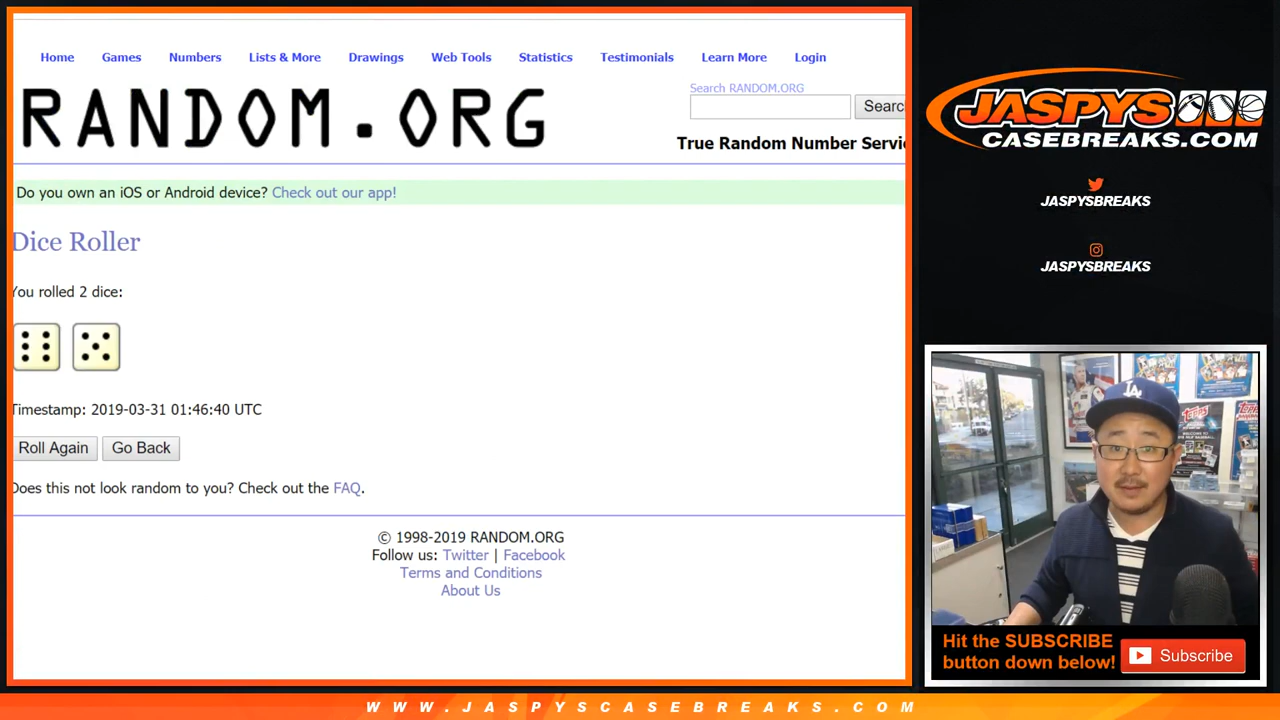 Home Games Numbers Lists & More Drawings Web Tools Statistics Testimonials Learn More Login
RANDOM.ORG
Search RANDOM.ORG
Searc
True Random Number Servi
Do you own an iOS or Android device? Check out our app!
Dice Roller
You rolled 2 dice:
Timestamp: 2019-03-31 01:46:40 UTC
Roll Again Go Back
Does this not look random to you? Check out the FAQ.
© 1998-2019 RANDOM.ORG
Follow us: Twitter | Facebook
Terms and Conditions
About Us
JASPYS
CASEBREAKS.COM
JASPYSBREAKS
JASPYSBREAKS
LA
TOPPS
Hit the SUBSCRIBE
button down below!
Subscribe
WWW.JASPYSCASEBREAKS.COM